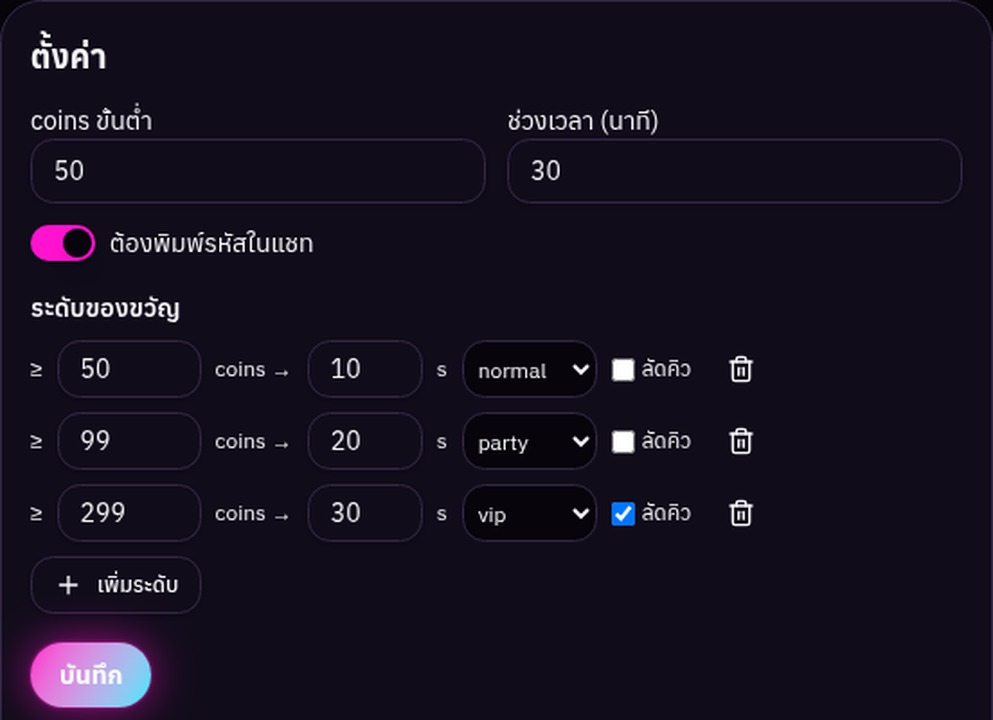 ตั้งค่า
coins ขั้นต่ำ
ช่วงเวลา (นาที)
50
30
ต้องพิมพ์รหัสในแชท
ระดับของขวัญ
≥ 50 coins → 10 s normal ลัดคิว
≥ 99 coins → 20 s party ลัดคิว
≥ 299 coins → 30 s vip ลัดคิว
+ เพิ่มระดับ
บันทึก